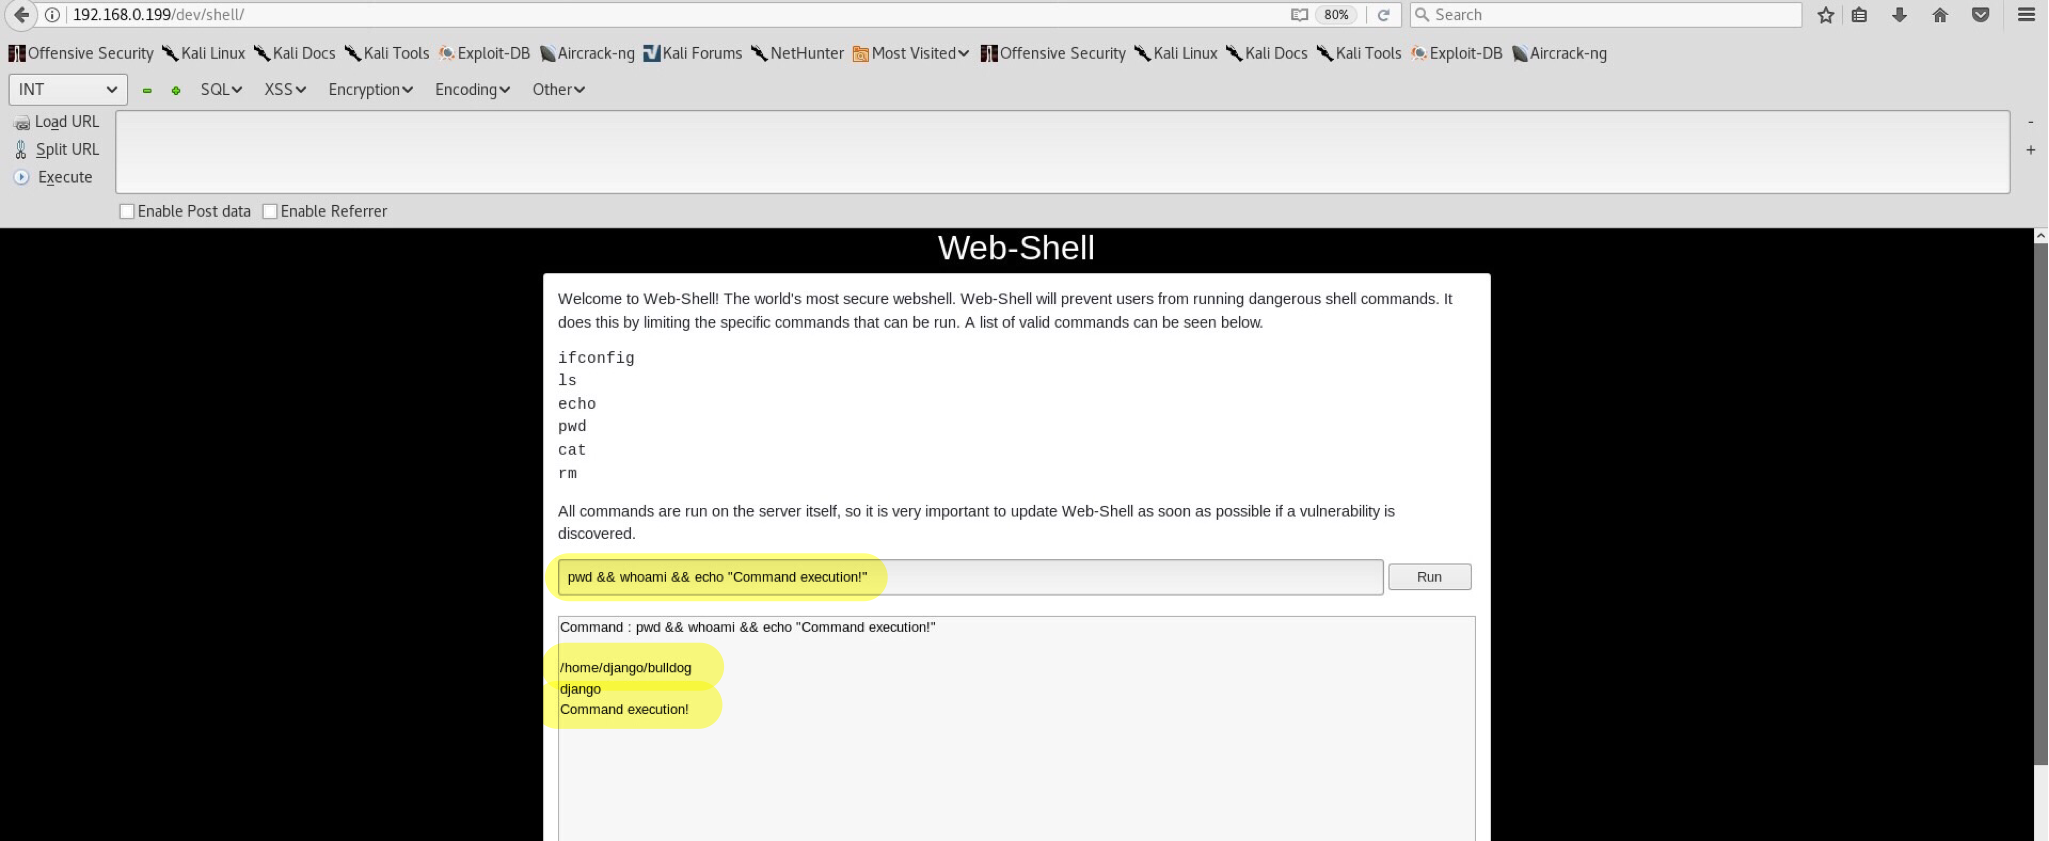 192.168.0.199/dev/shell/ 80% Search
Offensive Security Kali Linux Kali Docs Kali Tools Exploit-DB Aircrack-ng Kali Forums NetHunter Most Visited Offensive Security Kali Linux Kali Docs Kali Tools Exploit-DB Aircrack-ng
INT SQL XSS Encryption Encoding Other
Load URL
Split URL
Execute
Enable Post data Enable Referrer
Web-Shell
Welcome to Web-Shell! The world's most secure webshell. Web-Shell will prevent users from running dangerous shell commands. It
does this by limiting the specific commands that can be run. A list of valid commands can be seen below.
ifconfig
ls
echo
pwd
cat
rm
All commands are run on the server itself, so it is very important to update Web-Shell as soon as possible if a vulnerability is
discovered.
pwd && whoami && echo "Command execution!" Run
Command : pwd && whoami && echo "Command execution!"
/home/django/bulldog
django
Command execution!